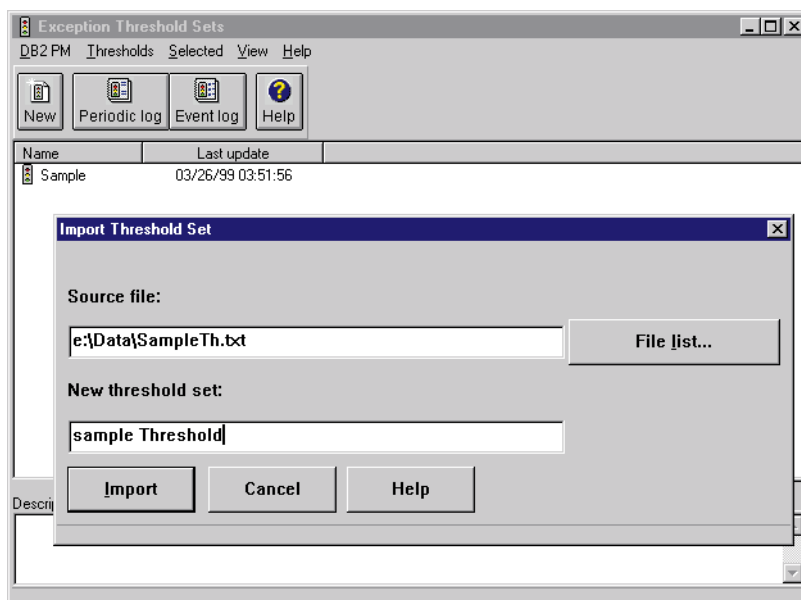 Exception Threshold Sets
DB2 PM Thresholds Selected View Help
New Periodic log Event log Help
Name Last update
Sample 03/26/99 03:51:56
Import Threshold Set
Source file:
e:\Data\SampleTh.txt
File list...
New threshold set:
sample Threshold
Import Cancel Help
Descrip